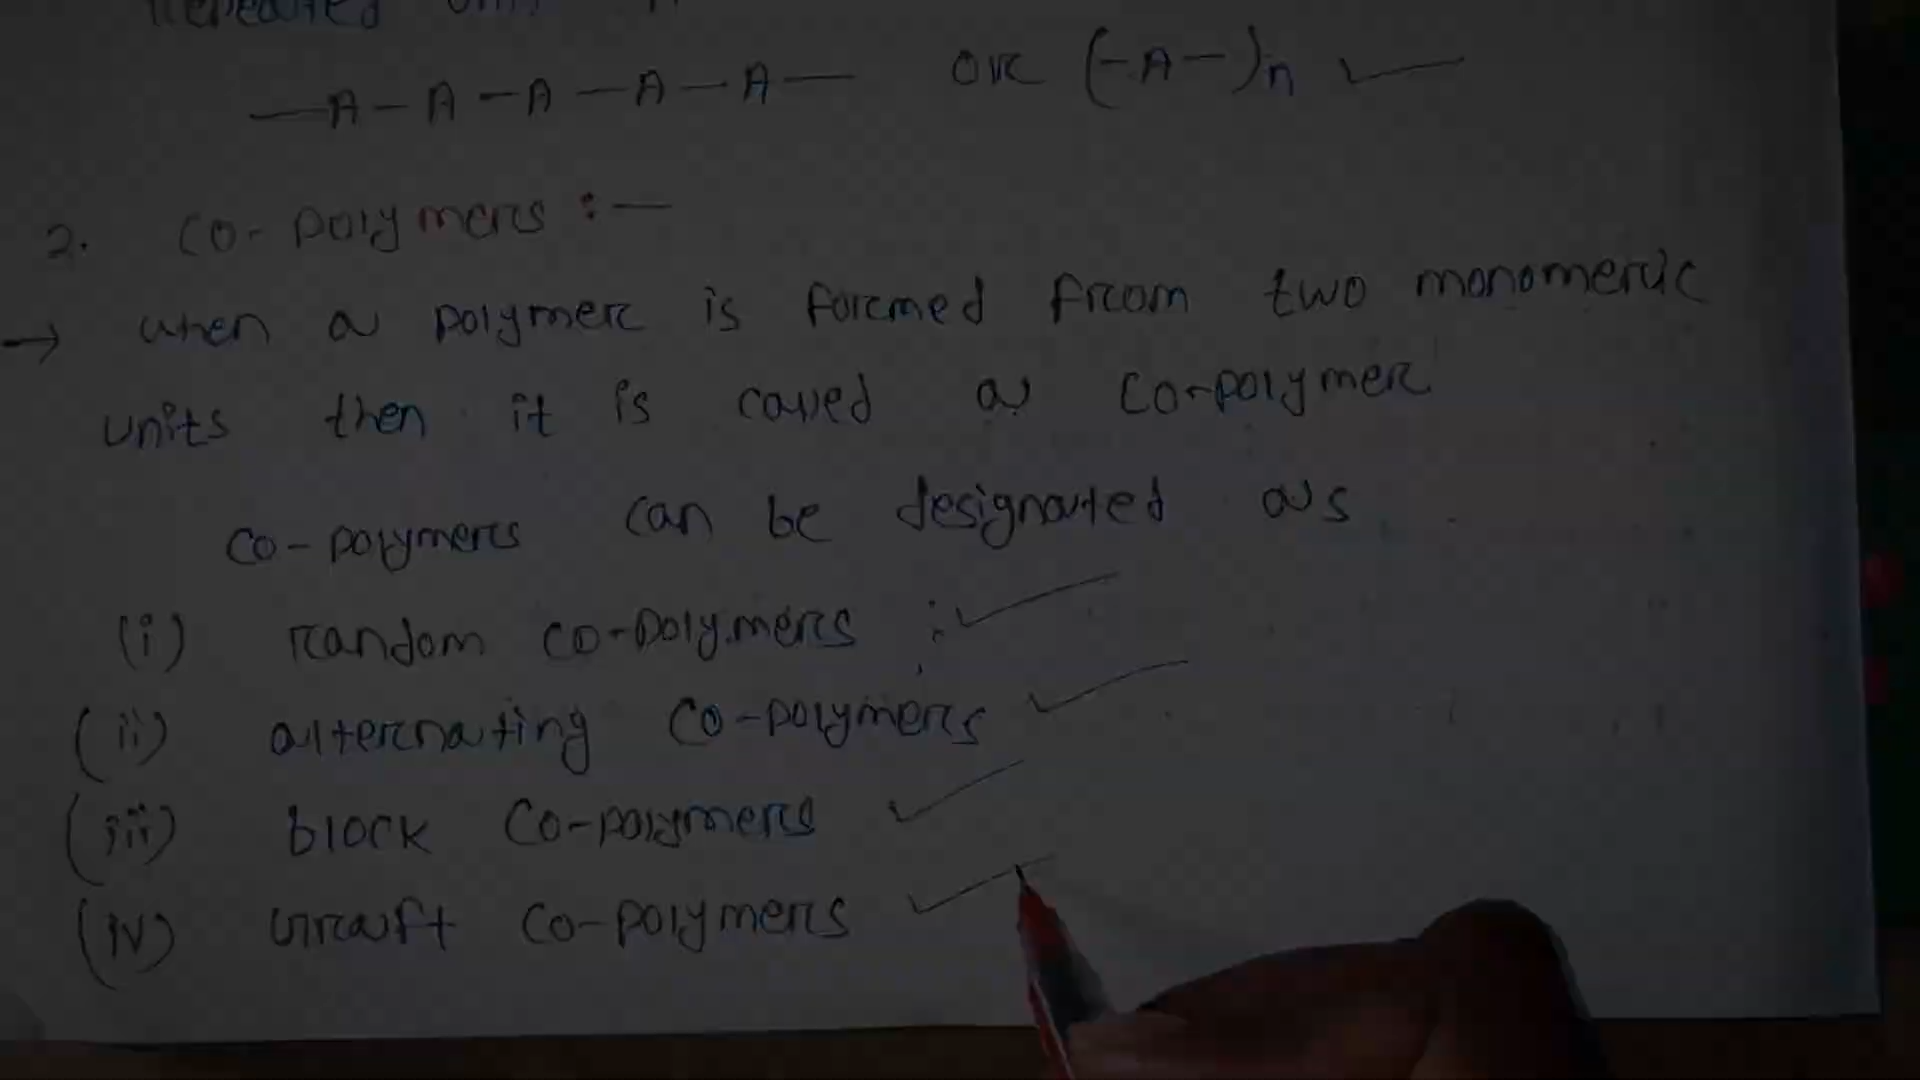 Repeated unit
—A—A—A—A—A— or (-A-)n
2. Co-polymers :—
→ when a polymer is formed from two monomeric
units then it is called a co-polymer
co-polymers can be designated as
(i) random co-polymers :
(ii) alternating co-polymers
(iii) block co-polymers
(iv) graft co-polymers